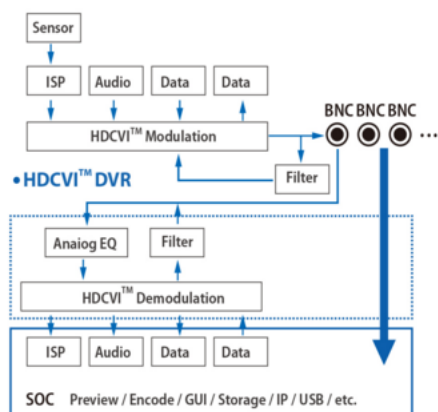 Sensor
ISP Audio Data Data
BNC BNC BNC
HDCVI™ Modulation
...
Filter
• HDCVI™ DVR
Anaiog EQ Filter
HDCVI™ Demodulation
ISP Audio Data Data
SOC Preview / Encode / GUI / Storage / IP / USB / etc.